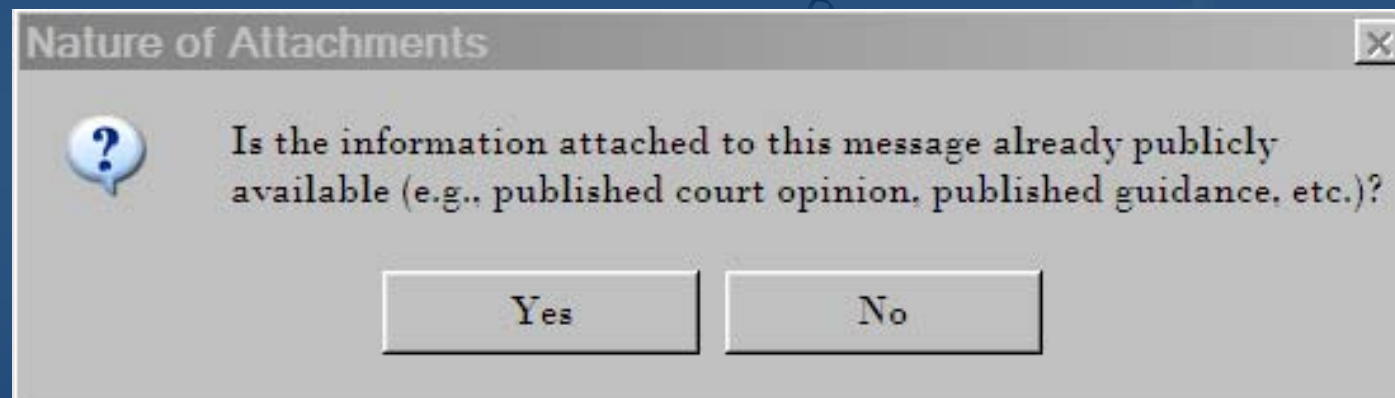 Nature of Attachments
Is the information attached to this message already publicly
available (e.g., published court opinion, published guidance, etc.)?
Yes
No